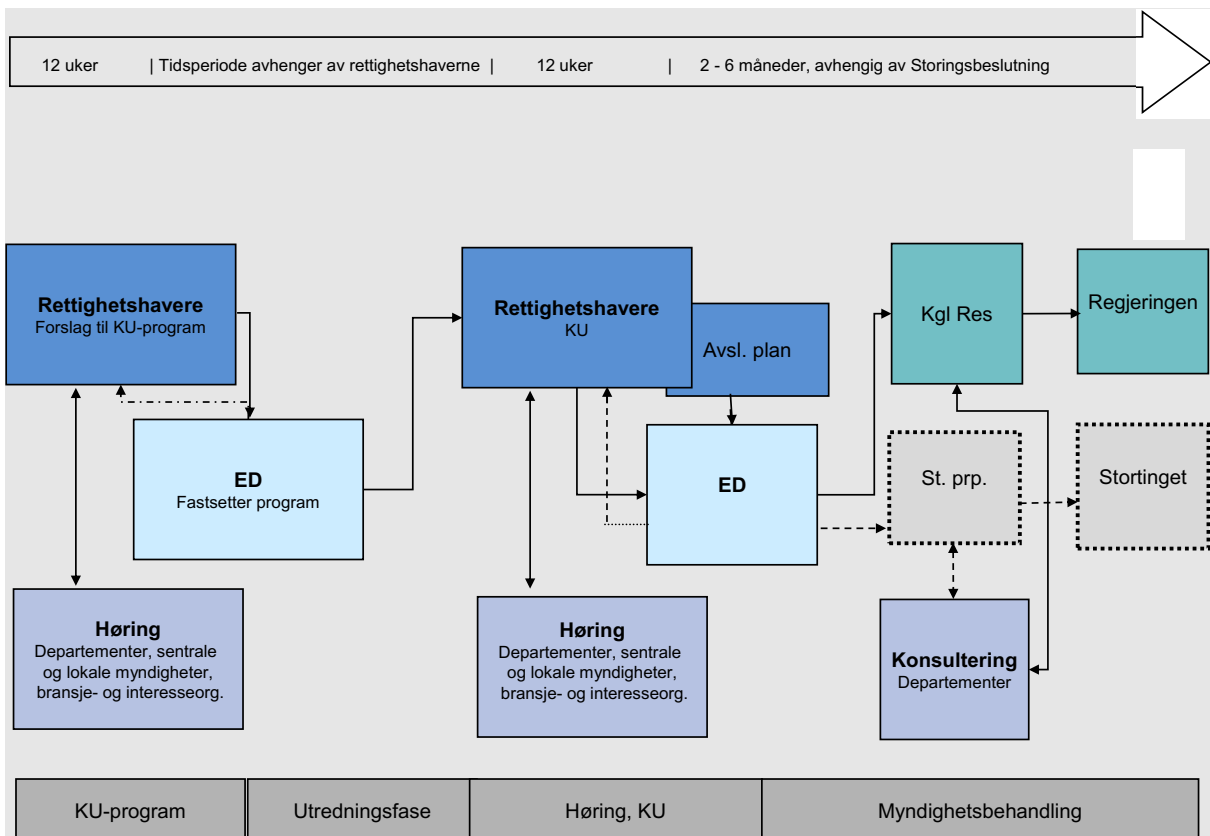 12 uker | Tidsperiode avhenger av rettighetshaverne | 12 uker | 2 - 6 måneder, avhengig av Storingsbeslutning
Rettighetshavere
Forslag til KU-program
Rettighetshavere
KU
Avsl. plan
Kgl Res
Regjeringen
ED
Fastsetter program
ED
St. prp.
Stortinget
Høring
Departementer, sentrale
og lokale myndigheter,
bransje- og interesseorg.
Høring
Departementer, sentrale
og lokale myndigheter,
bransje- og interesseorg.
Konsultering
Departementer
KU-program
Utredningsfase
Høring, KU
Myndighetsbehandling